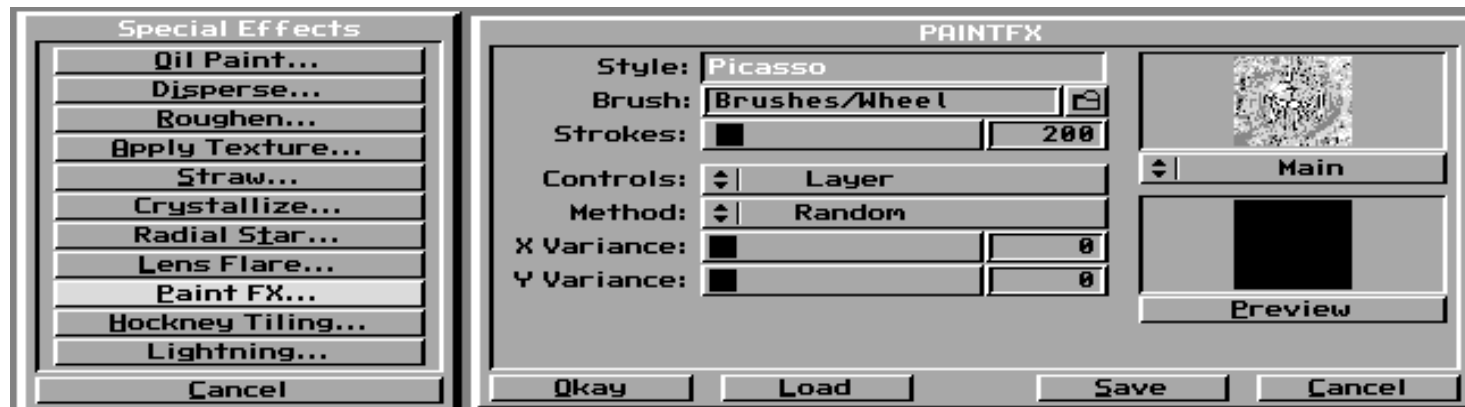 Special Effects
Oil Paint...
Disperse...
Roughen...
Apply Texture...
Straw...
Crystallize...
Radial Star...
Lens Flare...
Paint FX...
Hockney Tiling...
Lightning...
Cancel
PAINTFX
Style: Picasso
Brush: Brushes/Wheel
Strokes: 200
Controls: Layer
Method: Random
X Variance: 0
Y Variance: 0
Main
Preview
Okay Load Save Cancel